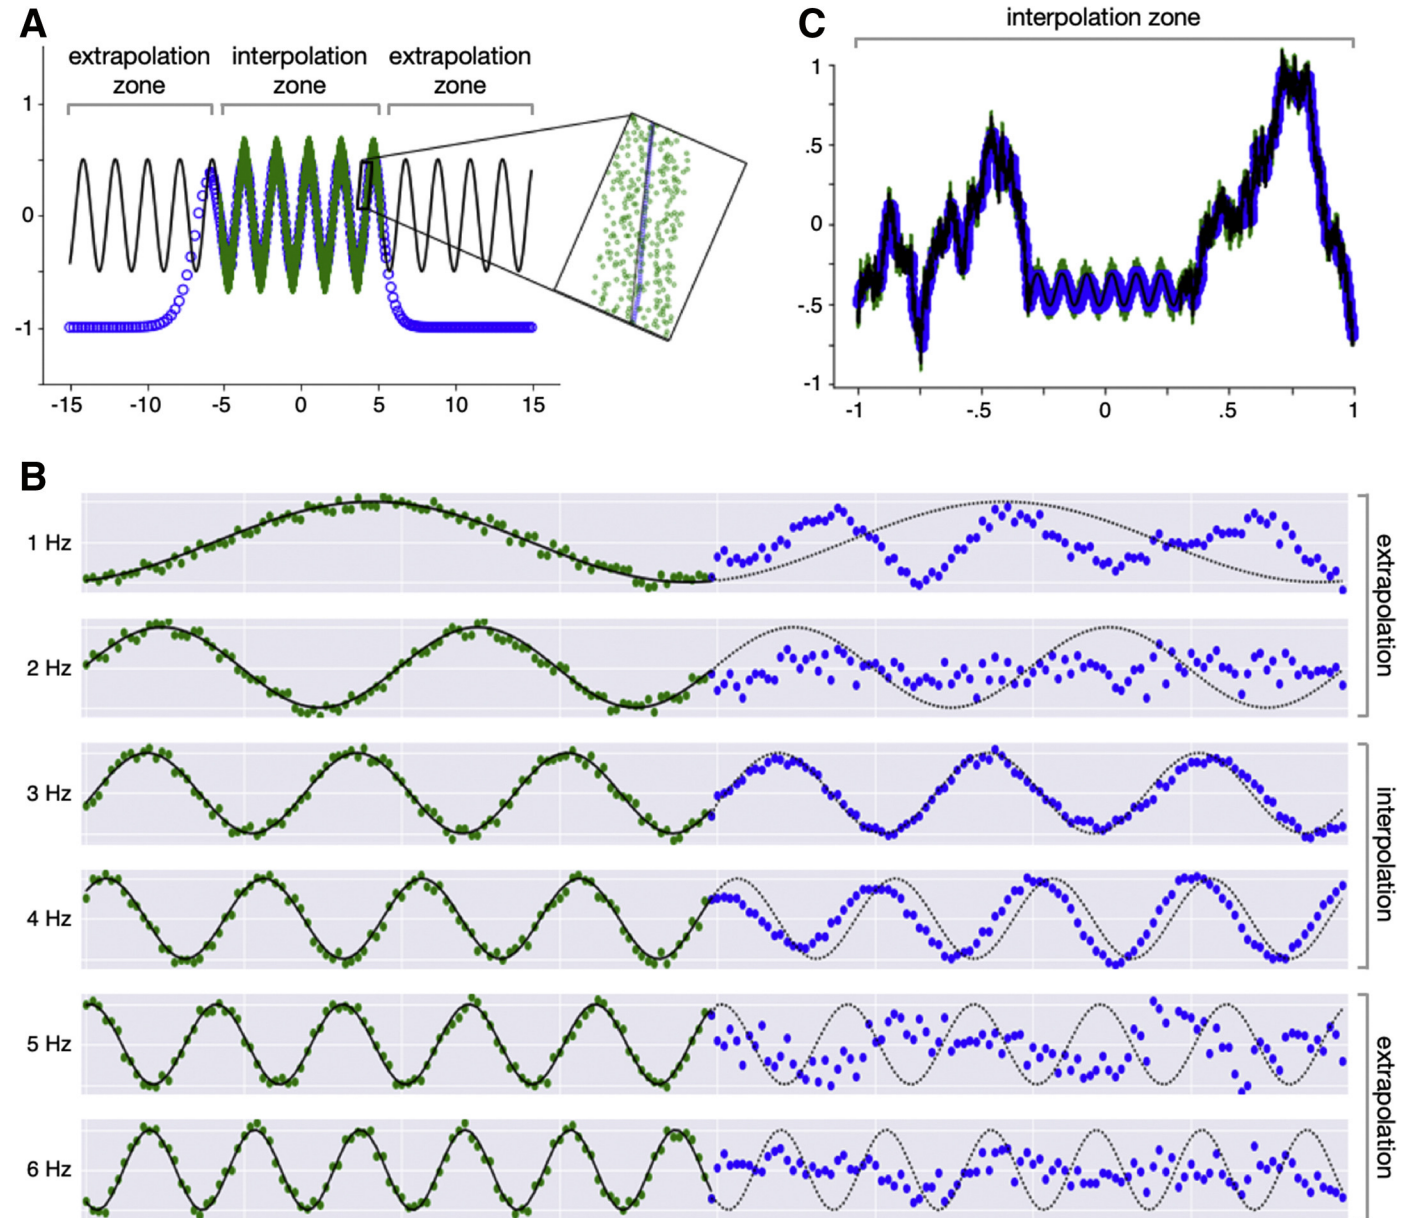 A
extrapolation
zone
interpolation
zone
extrapolation
zone
1
0
-1
-15
-10
-5
0
5
10
15
C
interpolation zone
1
.5
0
-.5
-1
-1
-.5
0
.5
1
B
1 Hz
2 Hz
extrapolation
3 Hz
4 Hz
interpolation
5 Hz
6 Hz
extrapolation